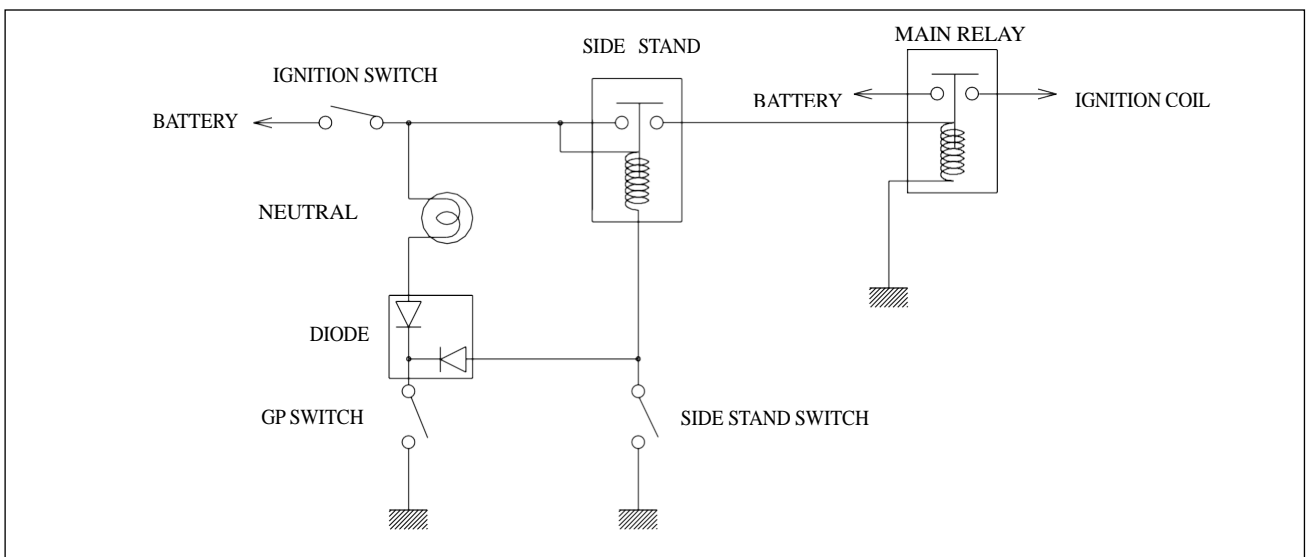 MAIN RELAY
SIDE STAND
IGNITION SWITCH
BATTERY
BATTERY
IGNITION COIL
NEUTRAL
DIODE
GP SWITCH
SIDE STAND SWITCH